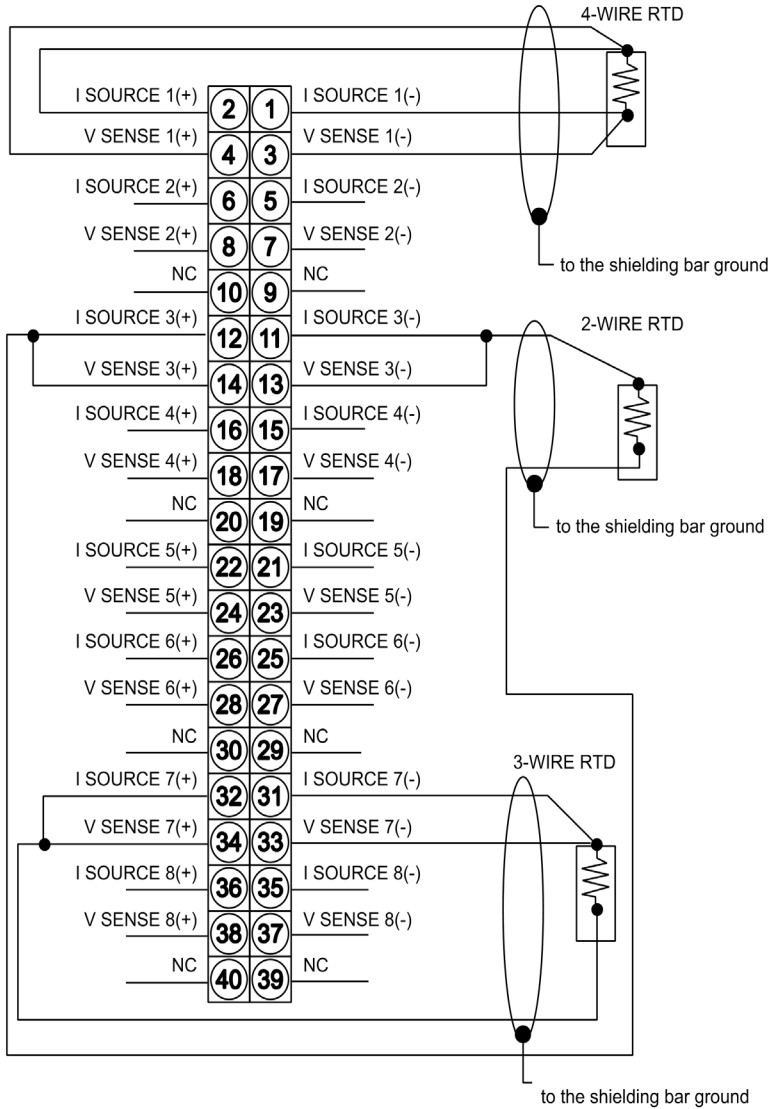 4-WIRE RTD
I SOURCE 1(+) 2 1 I SOURCE 1(-)
V SENSE 1(+) 4 3 V SENSE 1(-)
I SOURCE 2(+) 6 5 I SOURCE 2(-)
V SENSE 2(+) 8 7 V SENSE 2(-)
to the shielding bar ground
NC 10 9 NC
I SOURCE 3(+) 12 11 I SOURCE 3(-)
2-WIRE RTD
V SENSE 3(+) 14 13 V SENSE 3(-)
I SOURCE 4(+) 16 15 I SOURCE 4(-)
V SENSE 4(+) 18 17 V SENSE 4(-)
NC 20 19 NC
to the shielding bar ground
I SOURCE 5(+) 22 21 I SOURCE 5(-)
V SENSE 5(+) 24 23 V SENSE 5(-)
I SOURCE 6(+) 26 25 I SOURCE 6(-)
V SENSE 6(+) 28 27 V SENSE 6(-)
NC 30 29 NC
3-WIRE RTD
I SOURCE 7(+) 32 31 I SOURCE 7(-)
V SENSE 7(+) 34 33 V SENSE 7(-)
I SOURCE 8(+) 36 35 I SOURCE 8(-)
V SENSE 8(+) 38 37 V SENSE 8(-)
NC 40 39 NC
to the shielding bar ground